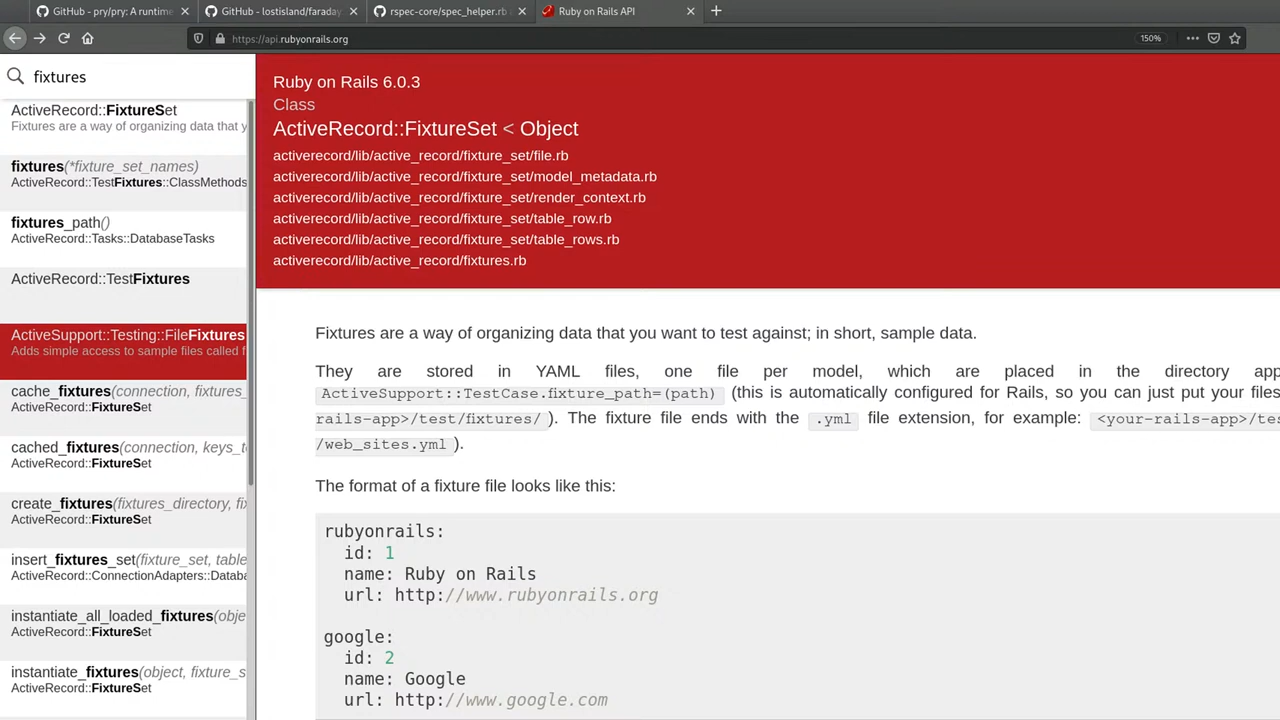 GitHub - pry/pry: A runtime
GitHub - lostisland/faraday
rspec-core/spec_helper.rb
Ruby on Rails API
https://api.rubyonrails.org
150%
fixtures
ActiveRecord::FixtureSet
Fixtures are a way of organizing data that y
fixtures(*fixture_set_names)
ActiveRecord::TestFixtures::ClassMethods
fixtures_path()
ActiveRecord::Tasks::DatabaseTasks
ActiveRecord::TestFixtures
ActiveSupport::Testing::FileFixtures
Adds simple access to sample files called f
cache_fixtures(connection, fixtures_
ActiveRecord::FixtureSet
cached_fixtures(connection, keys_t
ActiveRecord::FixtureSet
create_fixtures(fixtures_directory, fix
ActiveRecord::FixtureSet
insert_fixtures_set(fixture_set, table
ActiveRecord::ConnectionAdapters::Databa
instantiate_all_loaded_fixtures(obje
ActiveRecord::FixtureSet
instantiate_fixtures(object, fixture_s
ActiveRecord::FixtureSet
Ruby on Rails 6.0.3
Class
ActiveRecord::FixtureSet < Object
activerecord/lib/active_record/fixture_set/file.rb
activerecord/lib/active_record/fixture_set/model_metadata.rb
activerecord/lib/active_record/fixture_set/render_context.rb
activerecord/lib/active_record/fixture_set/table_row.rb
activerecord/lib/active_record/fixture_set/table_rows.rb
activerecord/lib/active_record/fixtures.rb
Fixtures are a way of organizing data that you want to test against; in short, sample data.
They are stored in YAML files, one file per model, which are placed in the directory app
ActiveSupport::TestCase.fixture_path=(path) (this is automatically configured for Rails, so you can just put your files
rails-app>/test/fixtures/ ). The fixture file ends with the .yml file extension, for example: <your-rails-app>/tes
/web_sites.yml ).
The format of a fixture file looks like this:
rubyonrails:
id: 1
name: Ruby on Rails
url: http://www.rubyonrails.org
google:
id: 2
name: Google
url: http://www.google.com